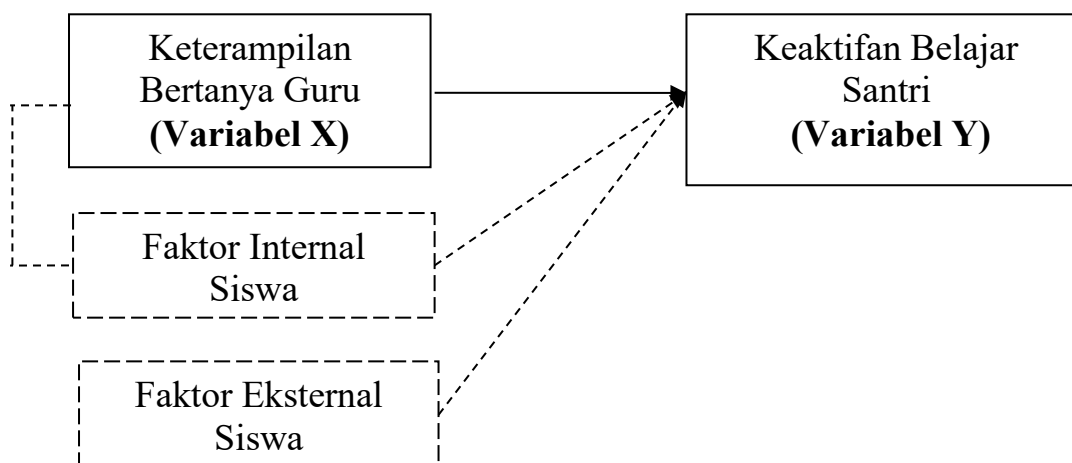 Keterampilan
Bertanya Guru
(Variabel X)
Keaktifan Belajar
Santri
(Variabel Y)
Faktor Internal
Siswa
Faktor Eksternal
Siswa